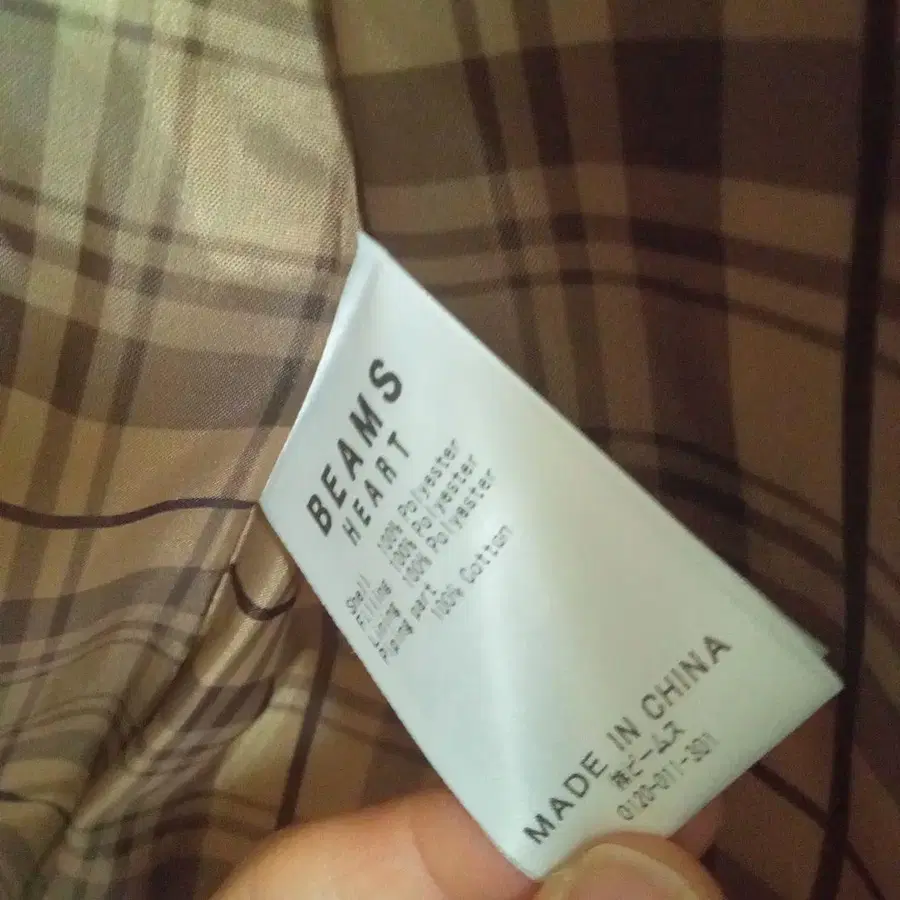 BEAMS
HEART
Shell 100% Polyester
Filling 100% Polyester
Lining 100% Polyester
Piping part
100% Cotton
MADE IN CHINA
㈱ビームス
0120-011-301